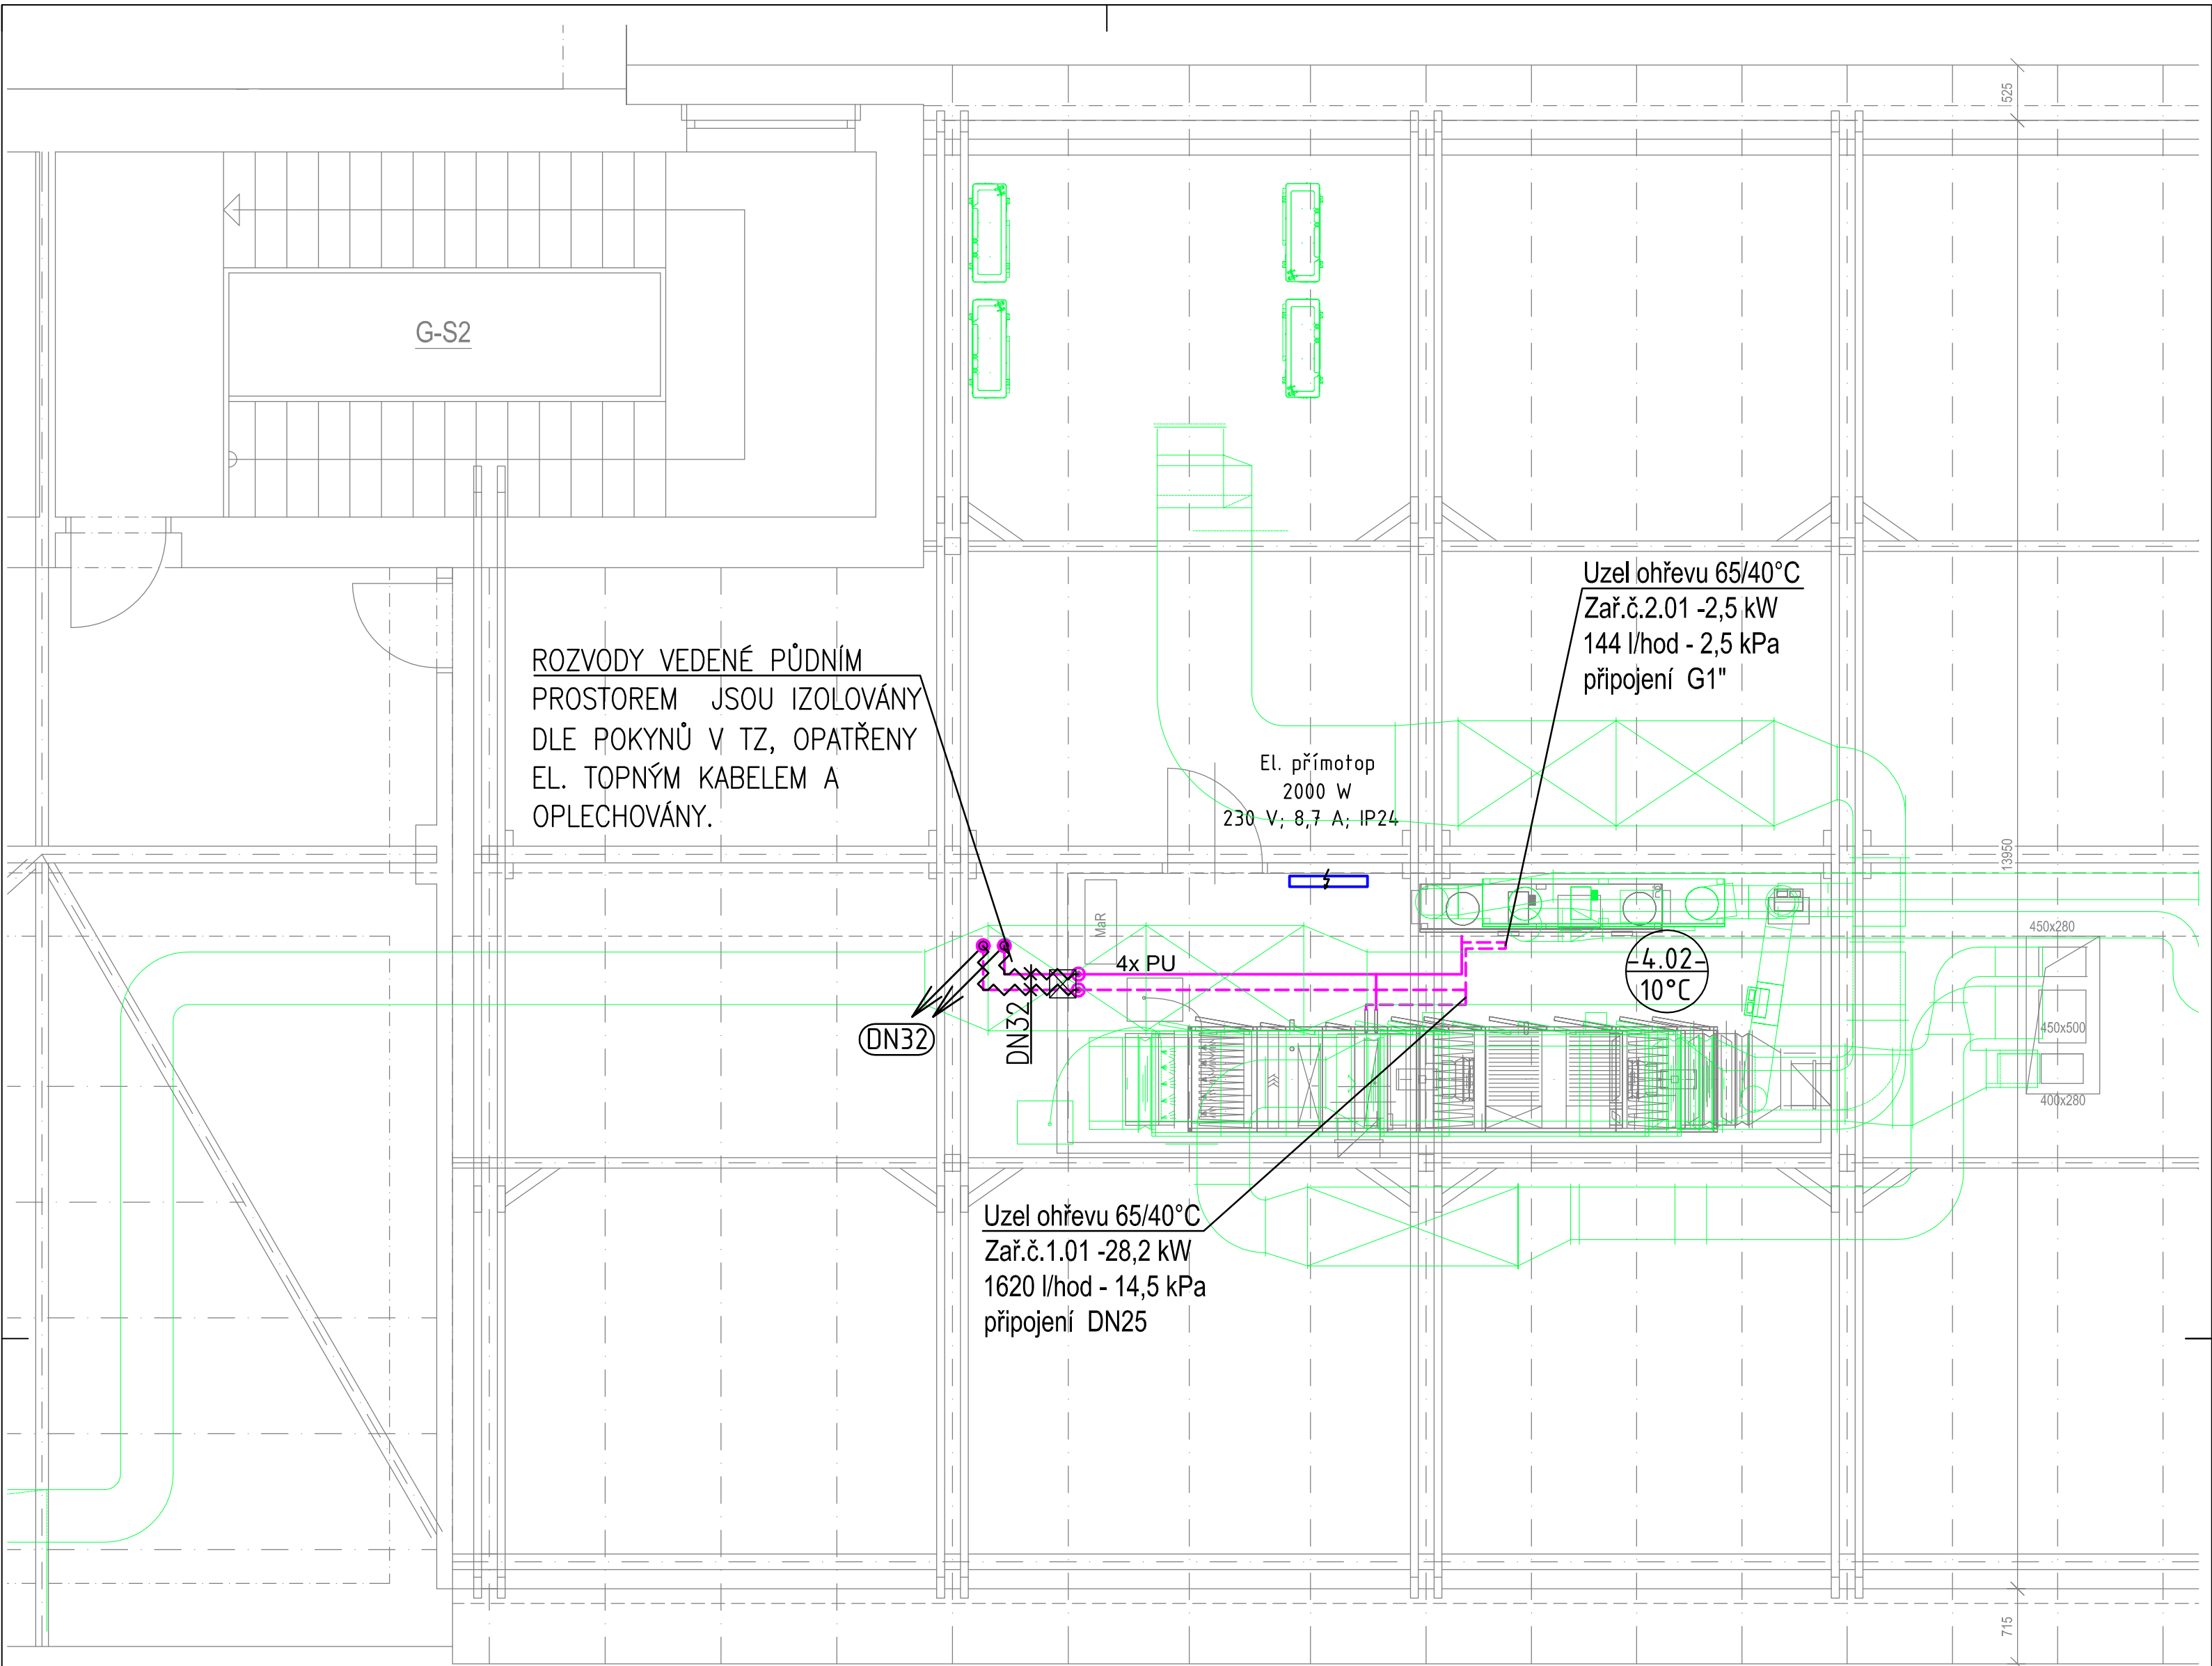 525
G-S2
Uzel ohřevu 65/40°C
Zař.č.2.01 -2,5 kW
144 l/hod - 2,5 kPa
připojení G1"
ROZVODY VEDENÉ PŮDNÍM
PROSTOREM JSOU IZOLOVÁNY
DLE POKYNŮ V TZ, OPATŘENY
EL. TOPNÝM KABELEM A
OPLECHOVÁNY.
El. přímotop
2000 W
230 V; 8,7 A; IP24
13950
MaR
450x280
4x PU
4.02
10°C
DN32
DN32
450x500
400x280
Uzel ohřevu 65/40°C
Zař.č.1.01 -28,2 kW
1620 l/hod - 14,5 kPa
připojení DN25
715